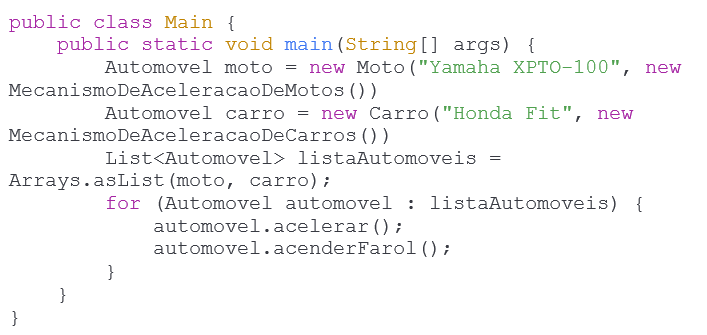 public class Main {
    public static void main(String[] args) {
        Automovel moto = new Moto("Yamaha XPTO-100", new
MecanismoDeAceleracaoDeMotos())
        Automovel carro = new Carro("Honda Fit", new
MecanismoDeAceleracaoDeCarros())
        List<Automovel> listaAutomoveis =
Arrays.asList(moto, carro);
        for (Automovel automovel : listaAutomoveis) {
            automovel.acelerar();
            automovel.acenderFarol();
        }
    }
}